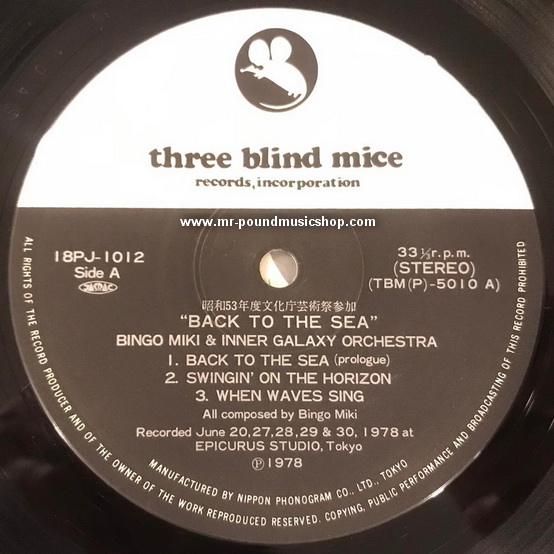 three blind mice
records, incorporation
www.mr-poundmusicshop.com
18PJ-1012
Side A
JASRAC
33 ⅓ r.p.m.
(STEREO)
(TBM(P)-5010 A)
昭和53年度文化庁芸術祭参加
"BACK TO THE SEA"
BINGO MIKI & INNER GALAXY ORCHESTRA
1. BACK TO THE SEA (prologue)
2. SWINGIN' ON THE HORIZON
3. WHEN WAVES SING
All composed by Bingo Miki
Recorded June 20,27,28,29 & 30, 1978 at
EPICURUS STUDIO, Tokyo
Ⓟ 1978
MANUFACTURED BY NIPPON PHONOGRAM CO., LTD., TOKYO
ALL RIGHTS OF THE RECORD PRODUCER AND OF THE OWNER OF THE WORK REPRODUCED RESERVED. COPYING, PUBLIC PERFORMANCE AND BROADCASTING OF THIS RECORD PROHIBITED